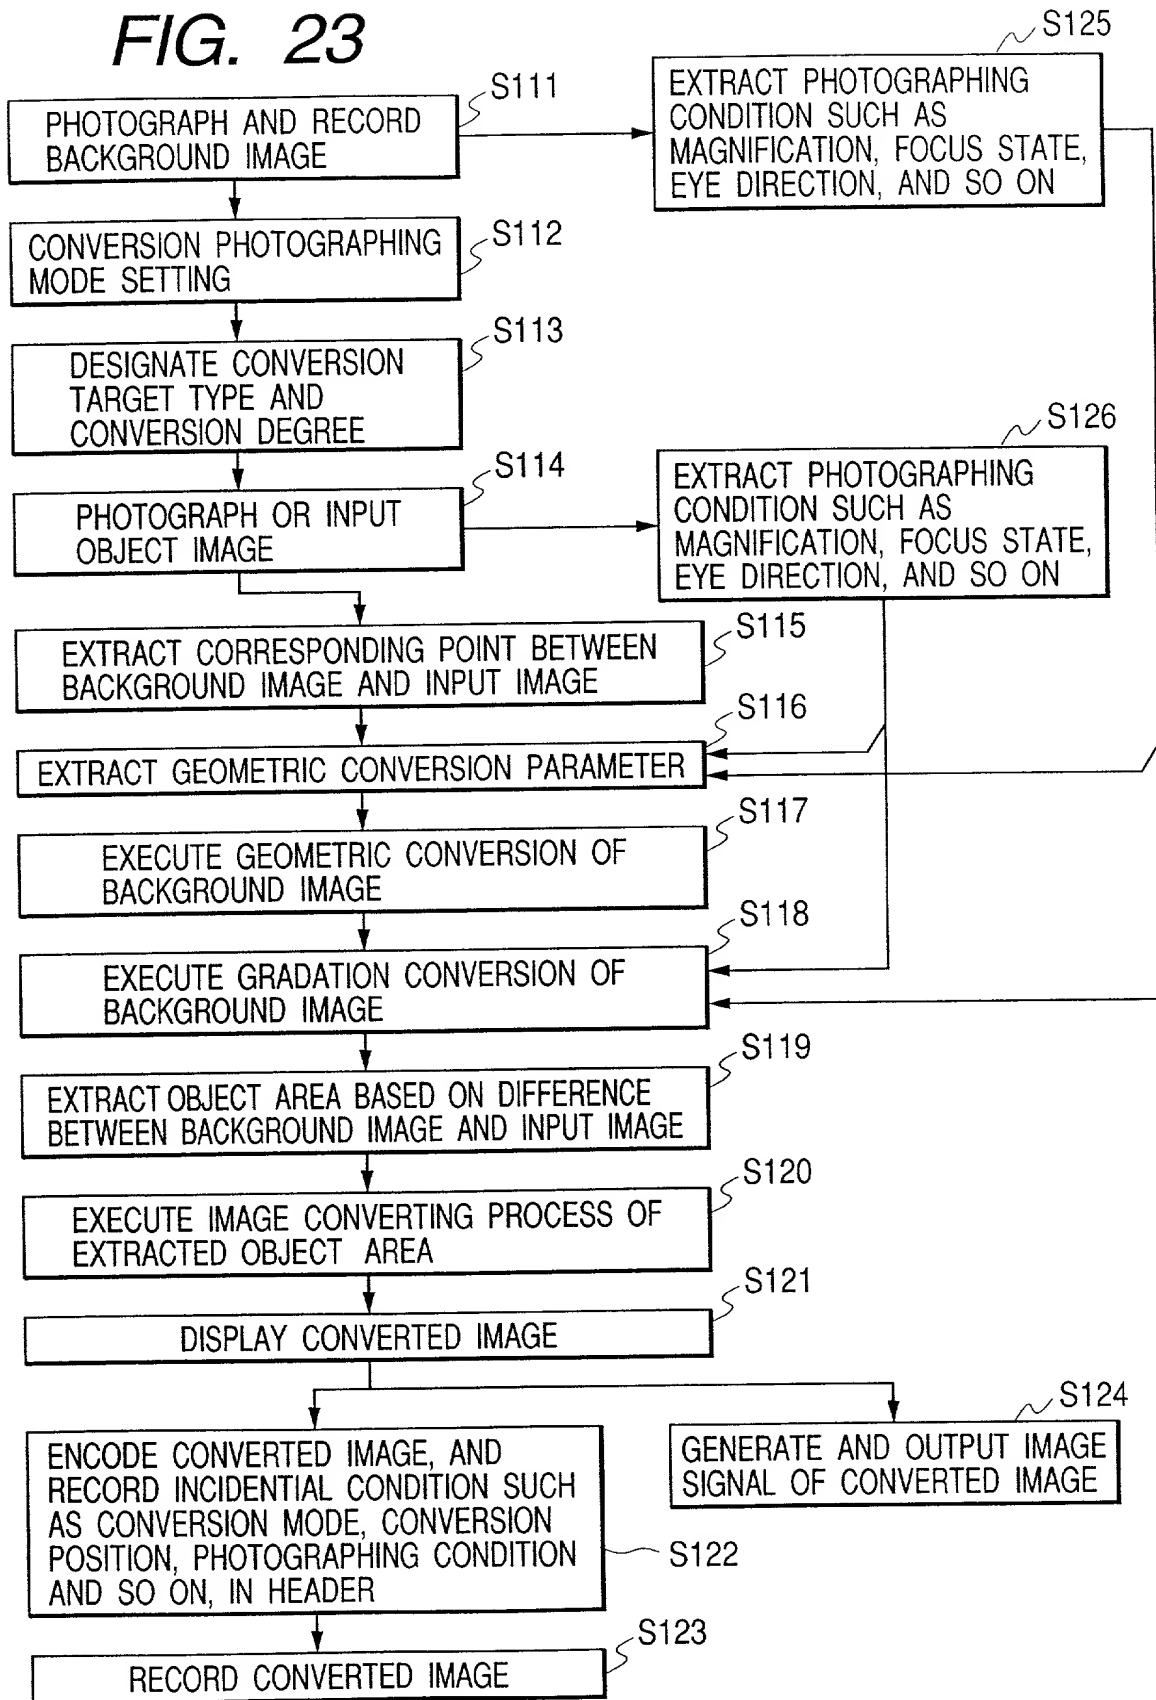 FIG. 23
S111
PHOTOGRAPH AND RECORD
BACKGROUND IMAGE
S125
EXTRACT PHOTOGRAPHING
CONDITION SUCH AS
MAGNIFICATION, FOCUS STATE,
EYE DIRECTION, AND SO ON
S112
CONVERSION PHOTOGRAPHING
MODE SETTING
S113
DESIGNATE CONVERSION
TARGET TYPE AND
CONVERSION DEGREE
S114
PHOTOGRAPH OR INPUT
OBJECT IMAGE
S126
EXTRACT PHOTOGRAPHING
CONDITION SUCH AS
MAGNIFICATION, FOCUS STATE,
EYE DIRECTION, AND SO ON
S115
EXTRACT CORRESPONDING POINT BETWEEN
BACKGROUND IMAGE AND INPUT IMAGE
S116
EXTRACT GEOMETRIC CONVERSION PARAMETER
S117
EXECUTE GEOMETRIC CONVERSION OF
BACKGROUND IMAGE
S118
EXECUTE GRADATION CONVERSION OF
BACKGROUND IMAGE
S119
EXTRACT OBJECT AREA BASED ON DIFFERENCE
BETWEEN BACKGROUND IMAGE AND INPUT IMAGE
S120
EXECUTE IMAGE CONVERTING PROCESS OF
EXTRACTED OBJECT AREA
S121
DISPLAY CONVERTED IMAGE
S124
GENERATE AND OUTPUT IMAGE
SIGNAL OF CONVERTED IMAGE
ENCODE CONVERTED IMAGE, AND
RECORD INCIDENTIAL CONDITION SUCH
AS CONVERSION MODE, CONVERSION
POSITION, PHOTOGRAPHING CONDITION
AND SO ON, IN HEADER
S122
S123
RECORD CONVERTED IMAGE